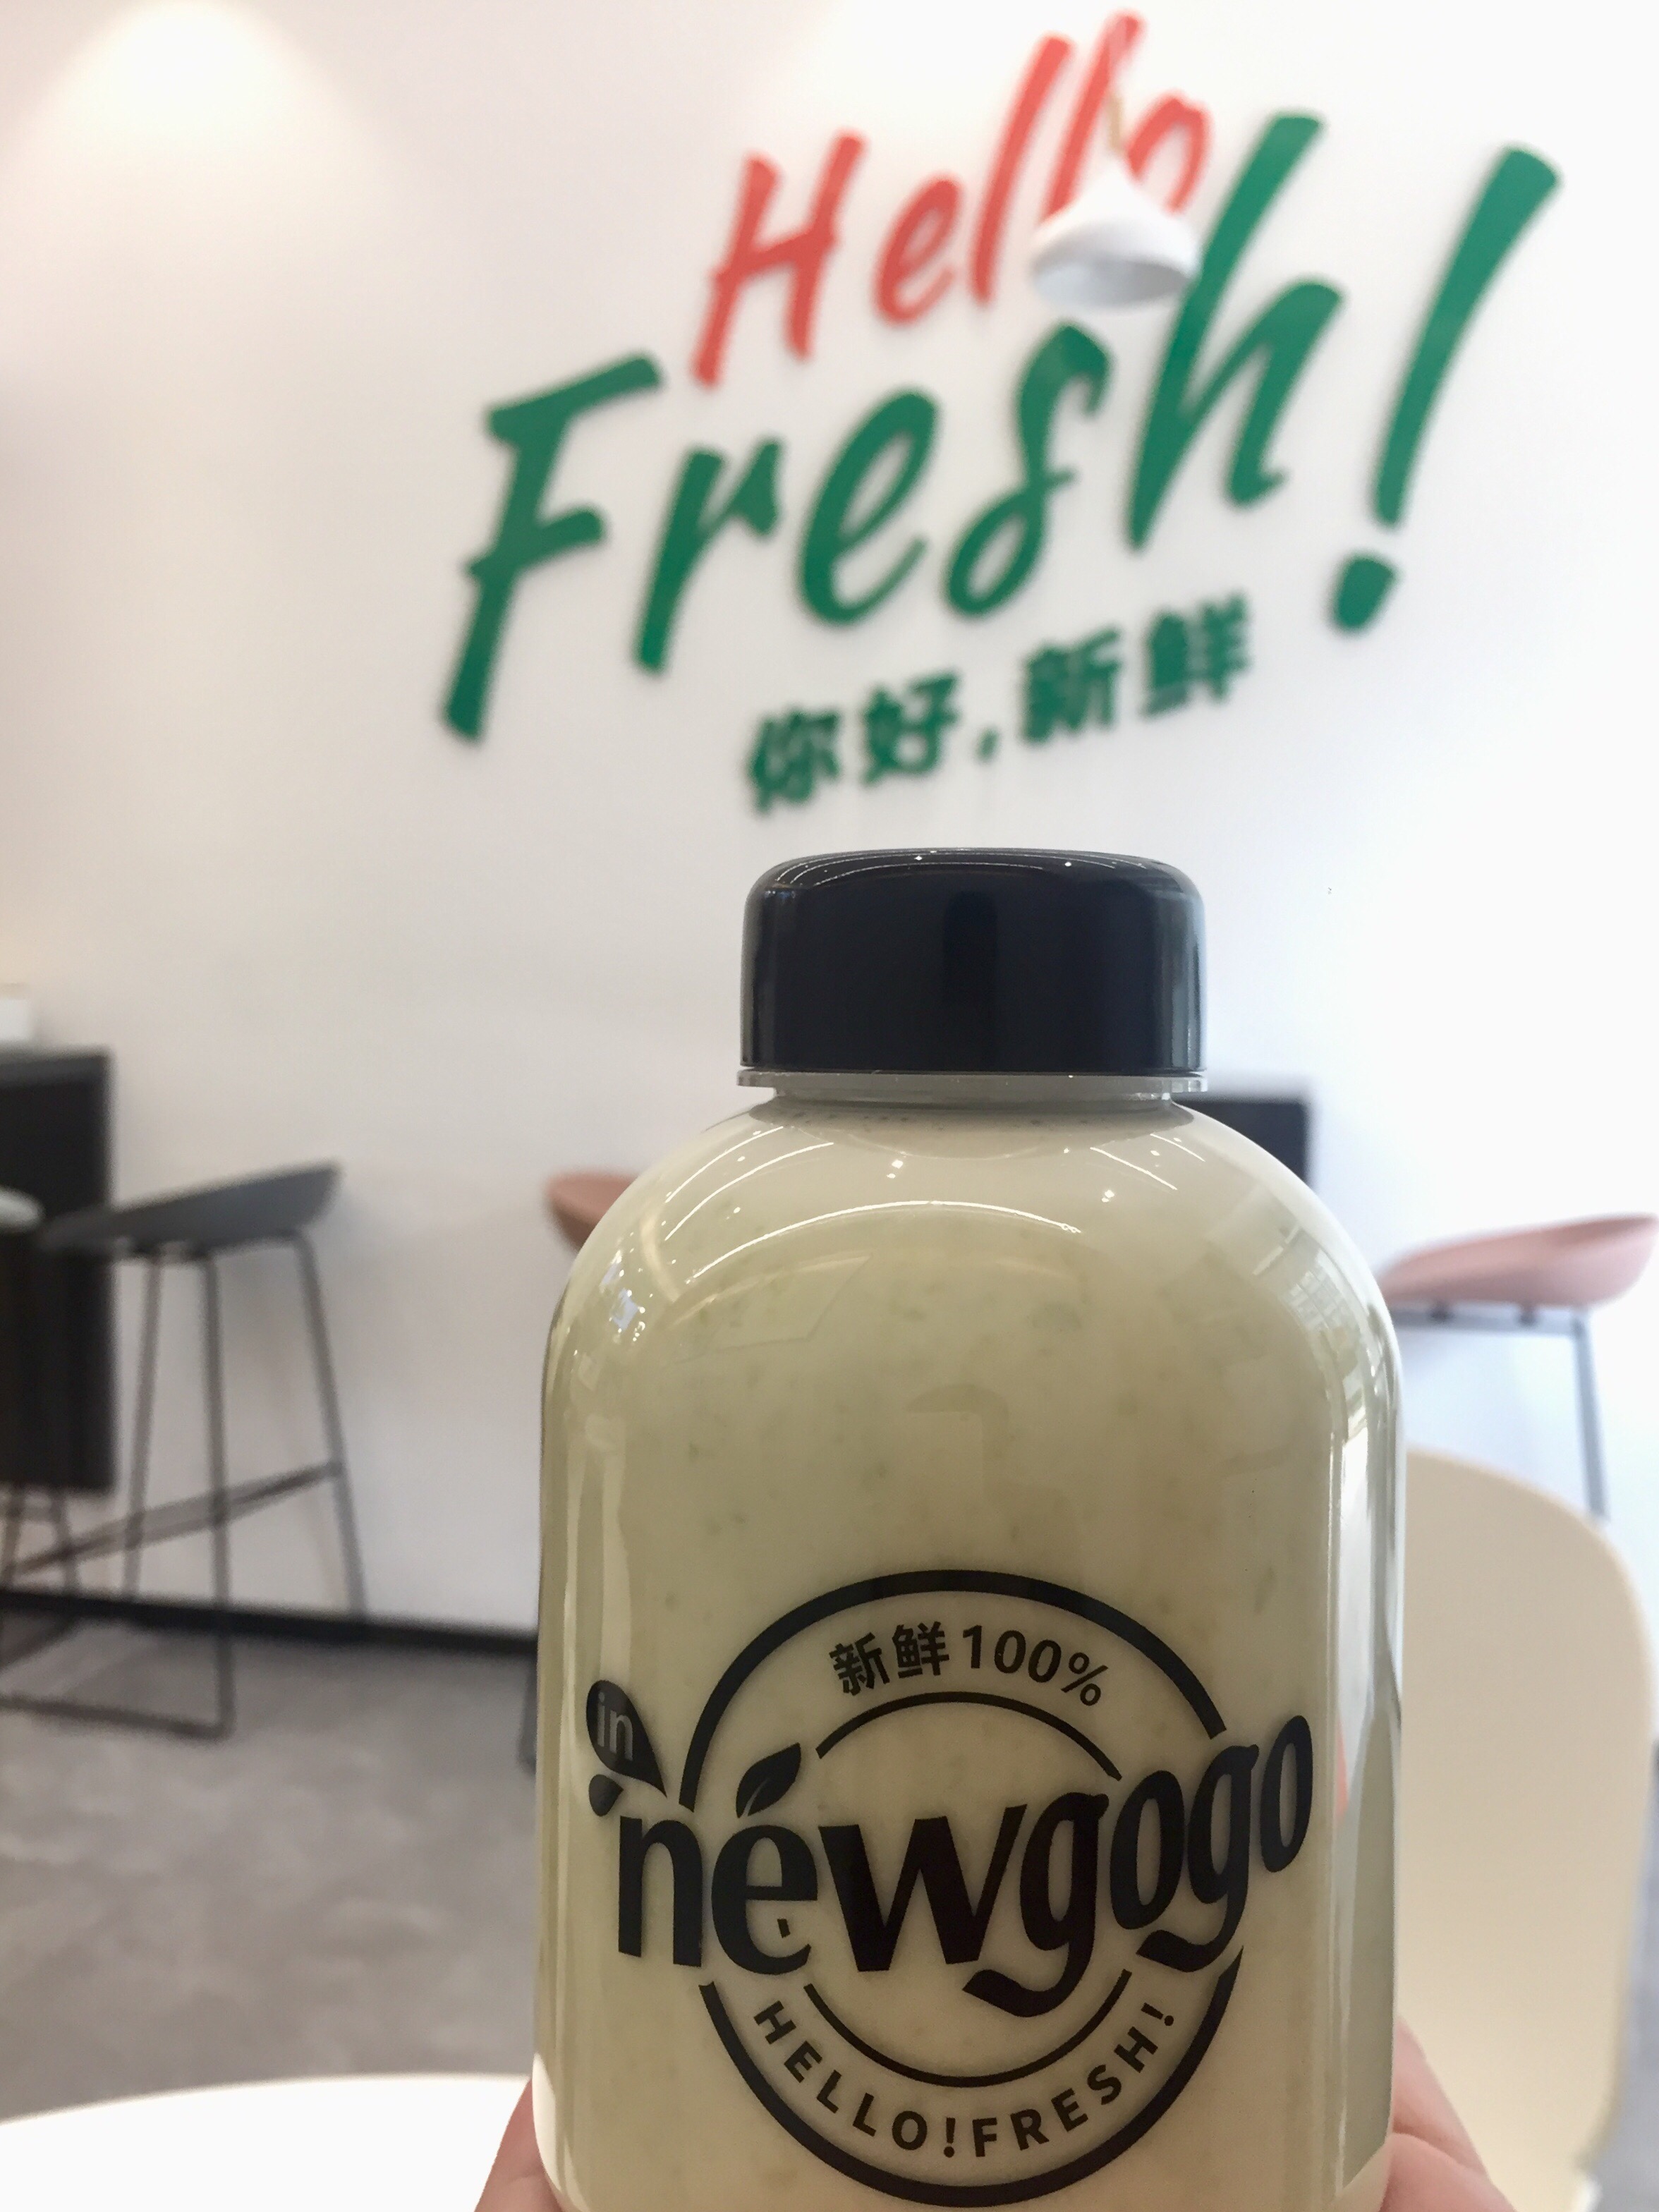 Hello
Fresh!
你好,新鲜
新鲜100%
in
newgogo
HELLO!FRESH!